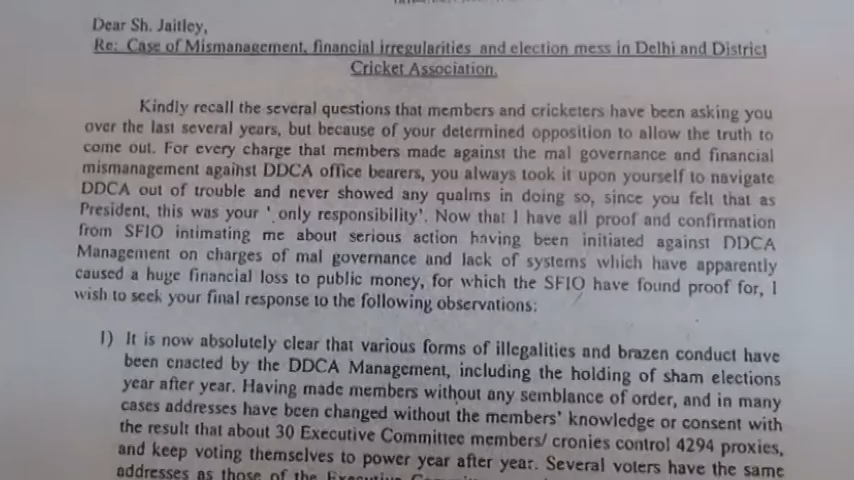 Dear Sh. Jaitley,
Re: Case of Mismanagement, financial irregularities and election mess in Delhi and District
Cricket Association.
Kindly recall the several questions that members and cricketers have been asking you
over the last several years, but because of your determined opposition to allow the truth to
come out. For every charge that members made against the mal governance and financial
mismanagement against DDCA office bearers, you always took it upon yourself to navigate
DDCA out of trouble and never showed any qualms in doing so, since you felt that as
President, this was your ' only responsibility'. Now that I have all proof and confirmation
from SFIO intimating me about serious action having been initiated against DDCA
Management on charges of mal governance and lack of systems which have apparently
caused a huge financial loss to public money, for which the SFIO have found proof for, I
wish to seek your final response to the following observations:
1) It is now absolutely clear that various forms of illegalities and brazen conduct have
been enacted by the DDCA Management, including the holding of sham elections
year after year. Having made members without any semblance of order, and in many
cases addresses have been changed without the members' knowledge or consent with
the result that about 30 Executive Committee members/ cronies control 4294 proxies,
and keep voting themselves to power year after year. Several voters have the same
addresses as those of the Executive